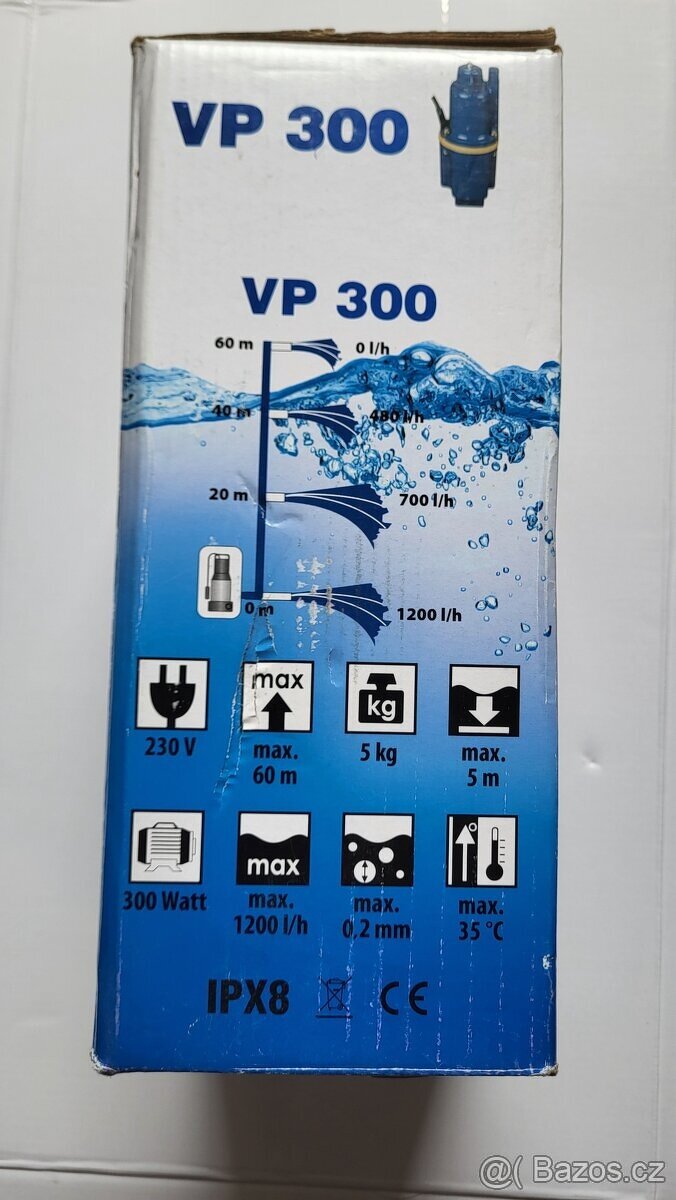 VP 300
VP 300
60 m 0 l/h
40 m 480 l/h
20 m 700 l/h
0 m 1200 l/h
max kg
230 V max. 60 m 5 kg max. 5 m
max
300 Watt max. 1200 l/h max. 0,2 mm max. 35 °C
IPX8 CE
@( Bazos.cz